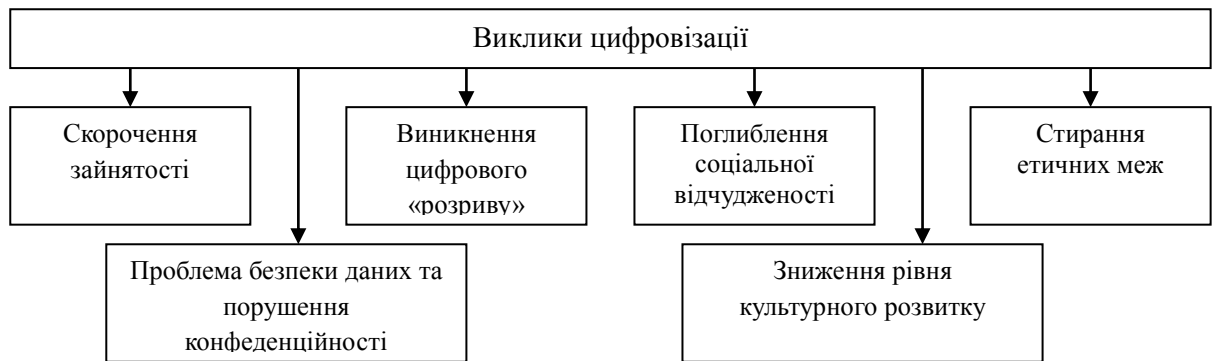 Виклики цифровізації
Скорочення
зайнятості
Виникнення
цифрового
«розриву»
Поглиблення
соціальної
відчудженості
Стирання
етичних меж
Проблема безпеки даних та
порушення
конфеденційності
Зниження рівня
культурного розвитку